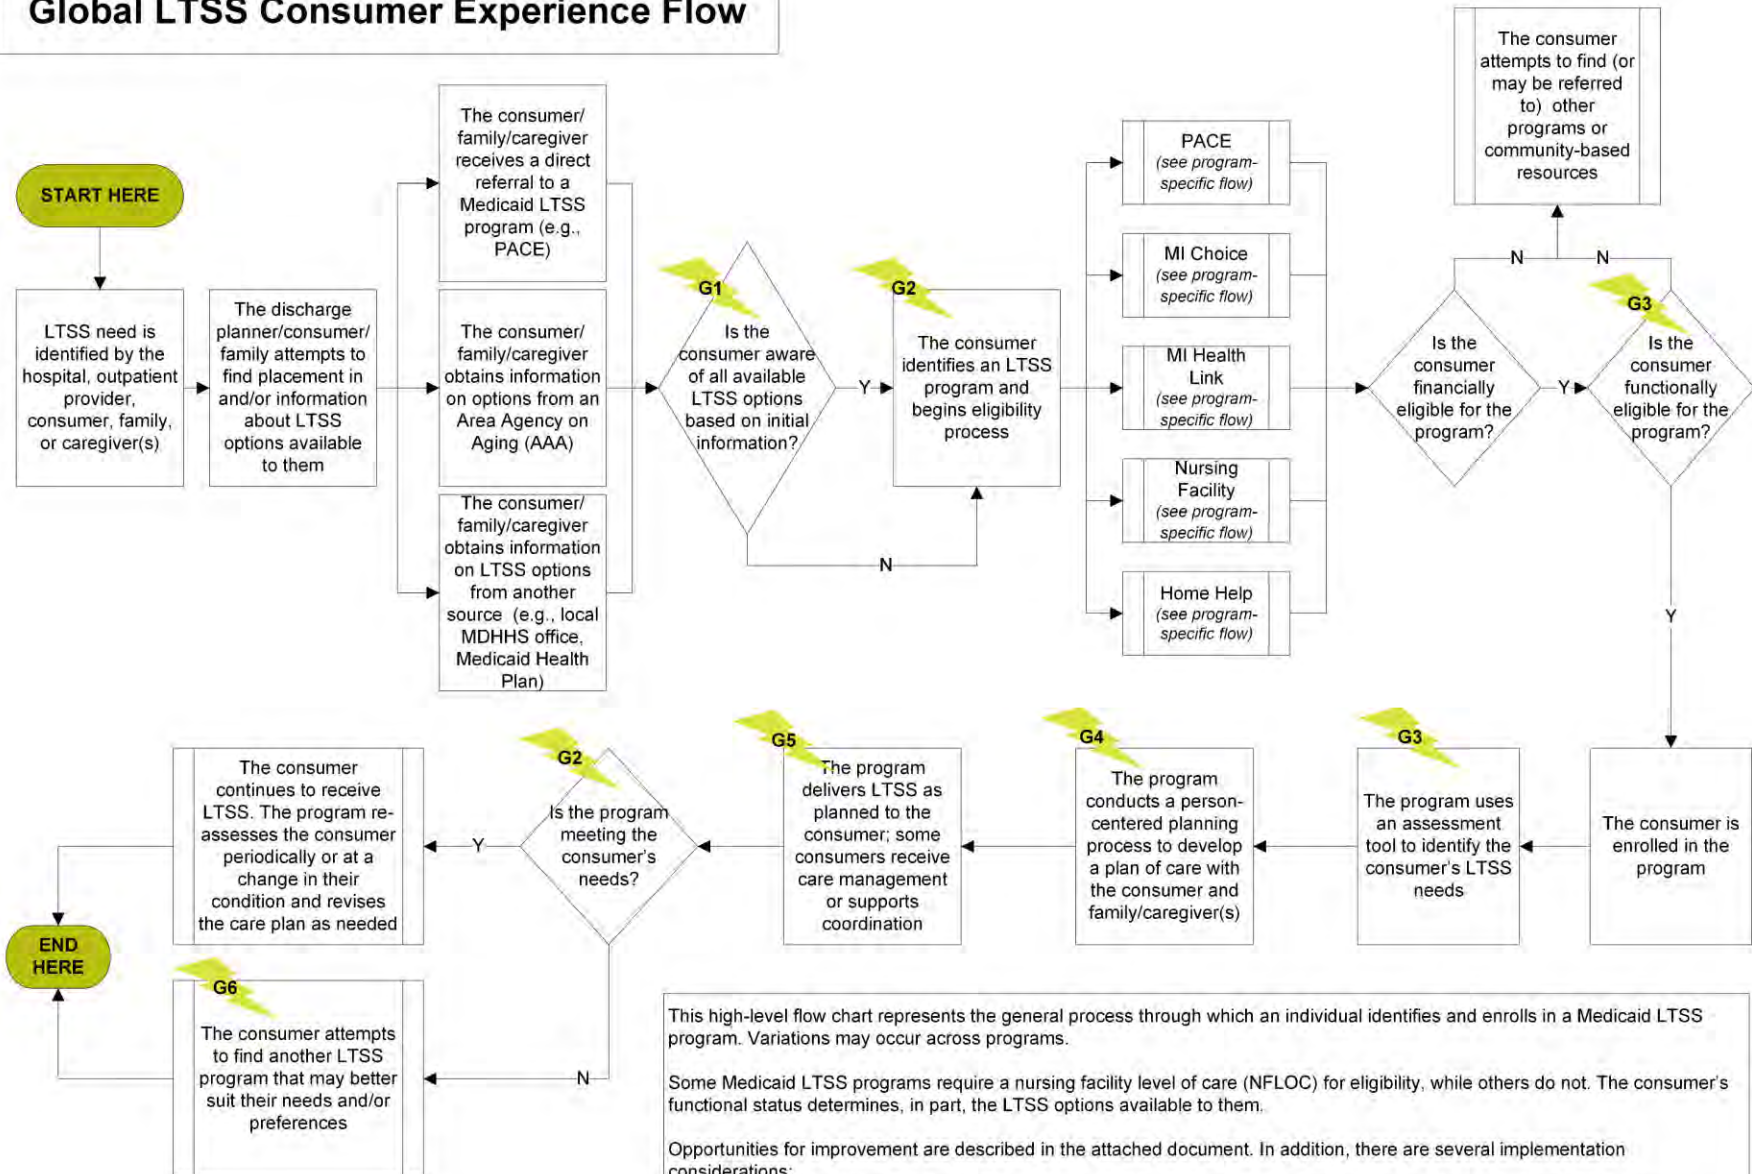 Global LTSS Consumer Experience Flow
START HERE
LTSS need is
identified by the
hospital, outpatient
provider,
consumer, family,
or caregiver(s)
The discharge
planner/consumer/
family attempts to
find placement in
and/or information
about LTSS
options available
to them
The consumer/
family/caregiver
receives a direct
referral to a
Medicaid LTSS
program (e.g.,
PACE)
The consumer/
family/caregiver
obtains information
on options from an
Area Agency on
Aging (AAA)
The consumer/
family/caregiver
obtains information
on LTSS options
from another
source (e.g., local
MDHHS office,
Medicaid Health
Plan)
G1
Is the
consumer aware
of all available
LTSS options
based on initial
information?
Y
N
G2
The consumer
identifies an LTSS
program and
begins eligibility
process
PACE
(see program-
specific flow)
MI Choice
(see program-
specific flow)
MI Health
Link
(see program-
specific flow)
Nursing
Facility
(see program-
specific flow)
Home Help
(see program-
specific flow)
The consumer
attempts to find (or
may be referred
to) other
programs or
community-based
resources
N
N
Is the
consumer
financially
eligible for the
program?
Y
G3
Is the
consumer
functionally
eligible for the
program?
Y
The consumer is
enrolled in the
program
G3
The program uses
an assessment
tool to identify the
consumer's LTSS
needs
G4
The program
conducts a person-
centered planning
process to develop
a plan of care with
the consumer and
family/caregiver(s)
G5
The program
delivers LTSS as
planned to the
consumer; some
consumers receive
care management
or supports
coordination
G2
Is the program
meeting the
consumer's
needs?
Y
N
The consumer
continues to receive
LTSS. The program re-
assesses the consumer
periodically or at a
change in their
condition and revises
the care plan as needed
END
HERE
G6
The consumer attempts
to find another LTSS
program that may better
suit their needs and/or
preferences
This high-level flow chart represents the general process through which an individual identifies and enrolls in a Medicaid LTSS
program. Variations may occur across programs.
Some Medicaid LTSS programs require a nursing facility level of care (NFLOC) for eligibility, while others do not. The consumer's
functional status determines, in part, the LTSS options available to them.
Opportunities for improvement are described in the attached document. In addition, there are several implementation
considerations: